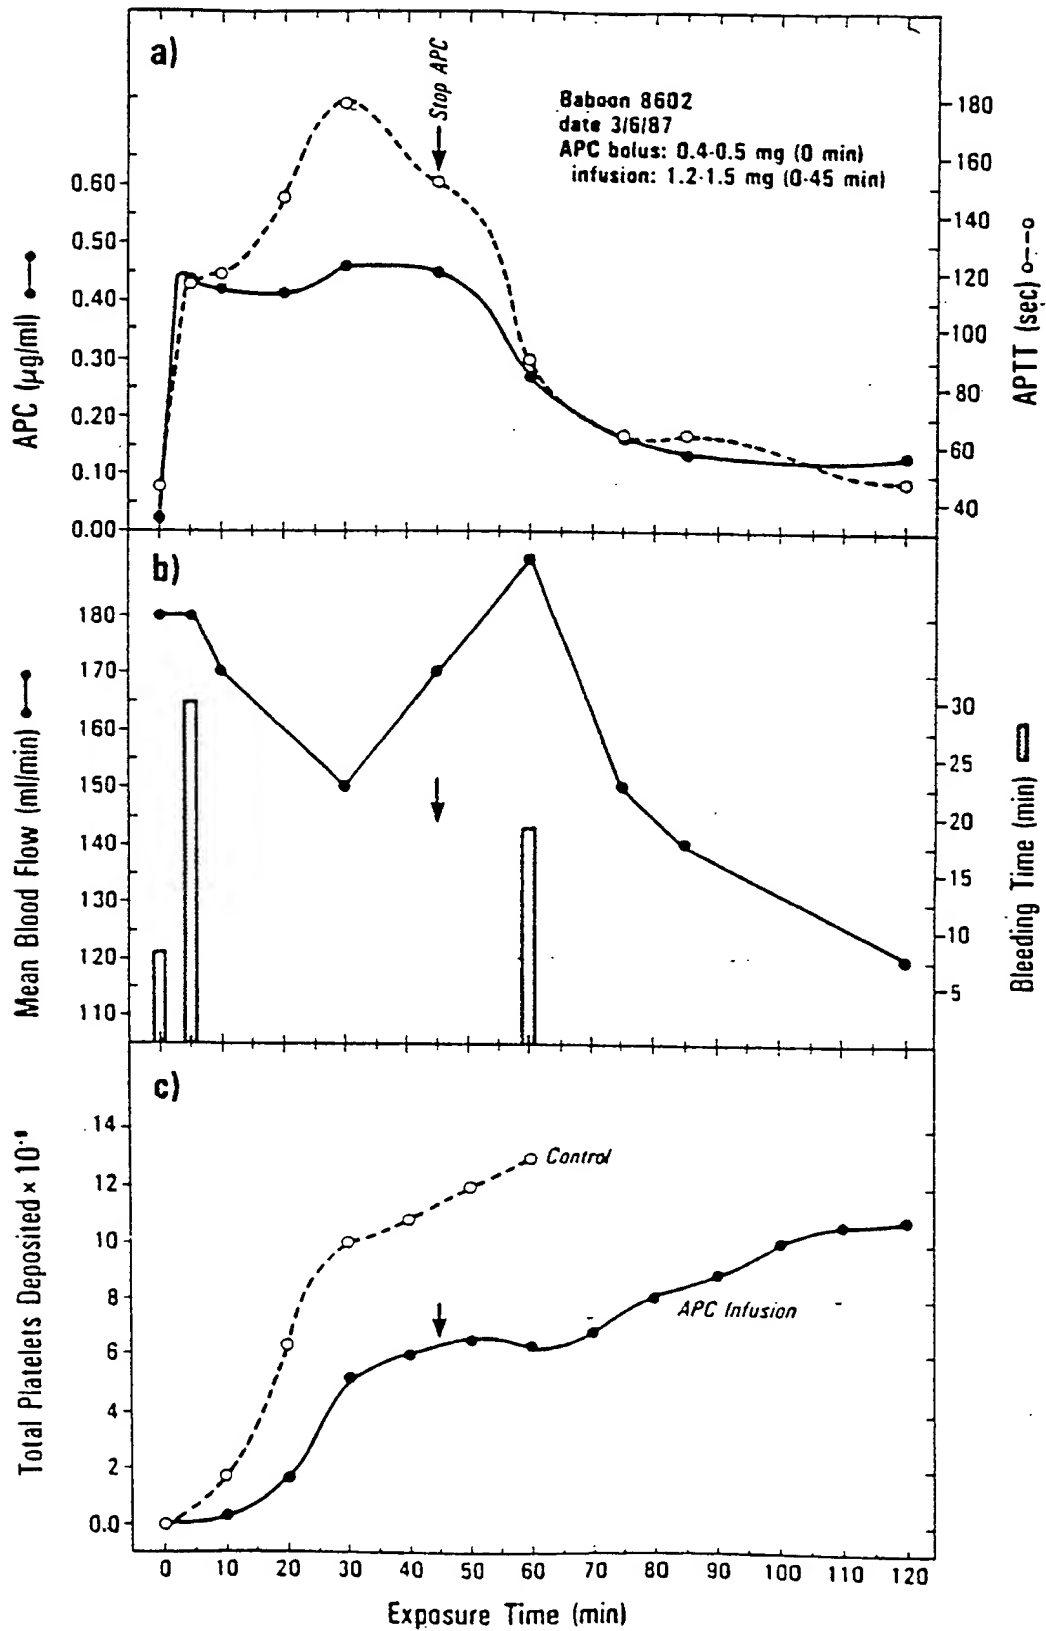 a)
Stop APC
Baboon 8602
date 3/6/87
APC bolus: 0.4-0.5 mg (0 min)
infusion: 1.2-1.5 mg (0-45 min)
APC (µg/ml)
0.60
0.50
0.40
0.30
0.20
0.10
0.00
APTT (sec)
180
160
140
120
100
80
60
40
b)
Mean Blood Flow (ml/min)
180
170
160
150
140
130
120
110
Bleeding Time (min)
30
25
20
15
10
5
c)
Total Platelets Deposited × 10⁻⁹
14
12
10
8
6
4
2
0.0
Control
APC Infusion
0 10 20 30 40 50 60 70 80 90 100 110 120
Exposure Time (min)